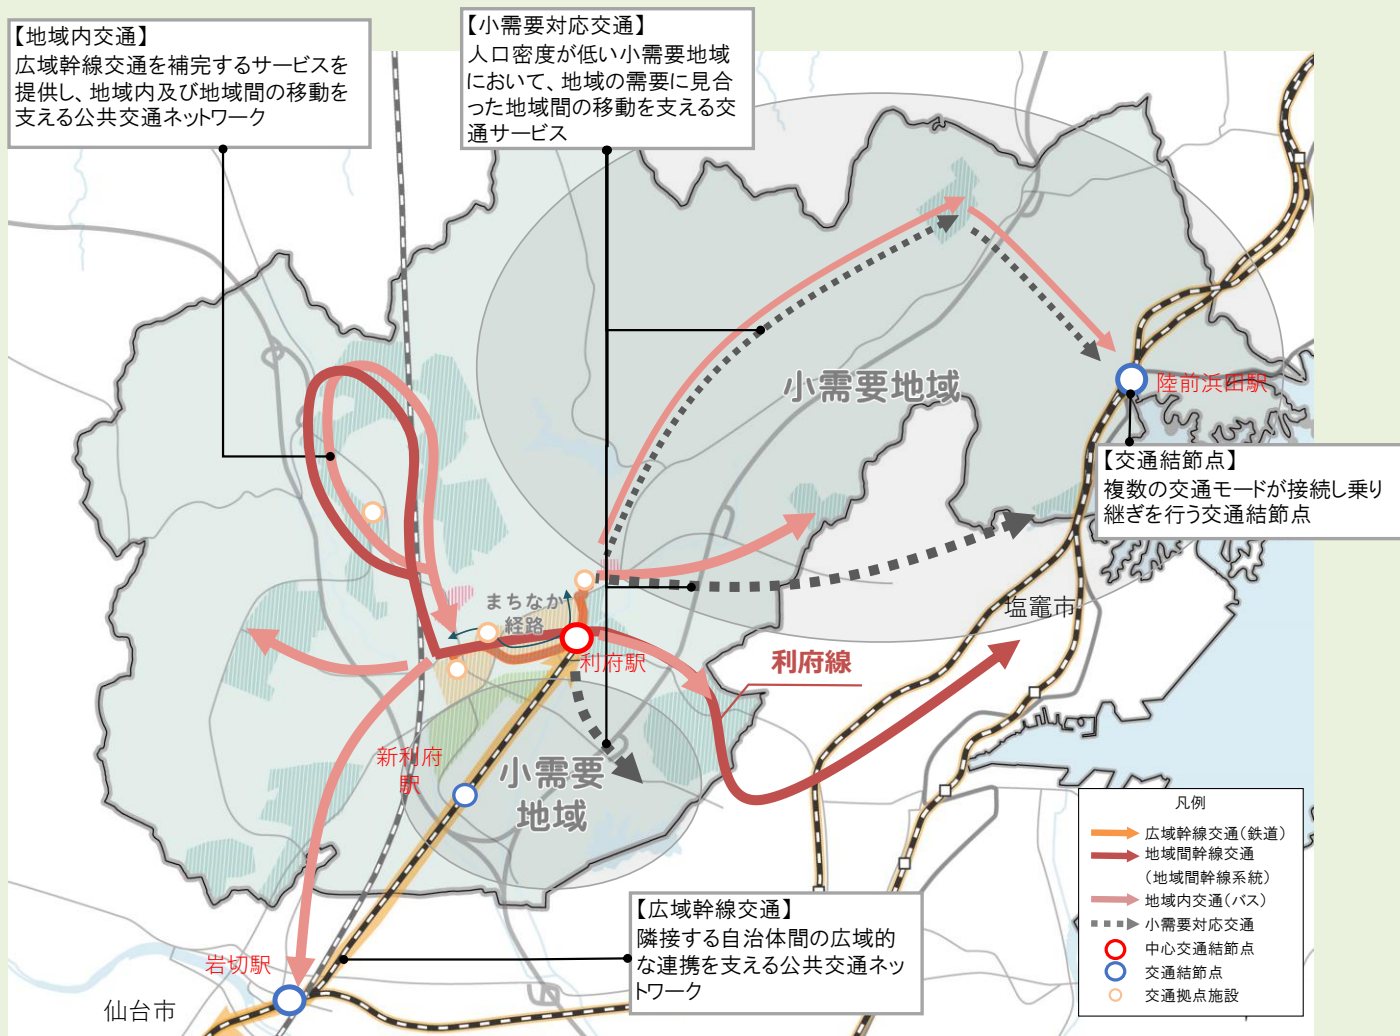 【地域内交通】
広域幹線交通を補完するサービスを
提供し、地域内及び地域間の移動を
支える公共交通ネットワーク
【小需要対応交通】
人口密度が低い小需要地域
において、地域の需要に見合
った地域間の移動を支える交
通サービス
小需要地域
陸前浜田駅
【交通結節点】
複数の交通モードが接続し乗り
継ぎを行う交通結節点
まちなか
経路
塩竈市
利府駅
利府線
新利府
駅
小需要
地域
【広域幹線交通】
隣接する自治体間の広域的
な連携を支える公共交通ネッ
トワーク
岩切駅
仙台市
凡例
広域幹線交通(鉄道)
地域間幹線交通
(地域間幹線系統)
地域内交通(バス)
小需要対応交通
中心交通結節点
交通結節点
交通拠点施設